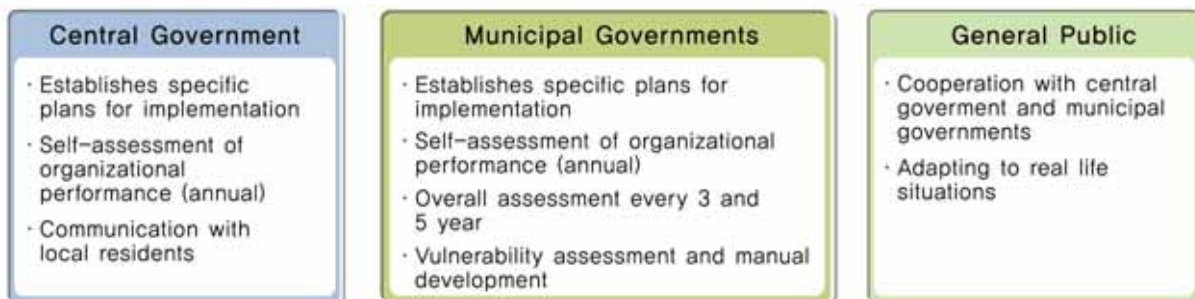 Central Government
· Establishes specific
plans for implementation
· Self-assessment of
organizational
performance (annual)
· Communication with
local residents
Municipal Governments
· Establishes specific plans for
implementation
· Self-assessment of organizational
performance (annual)
· Overall assessment every 3 and
5 year
· Vulnerability assessment and manual
development
General Public
· Cooperation with central
goverment and municipal
governments
· Adapting to real life
situations